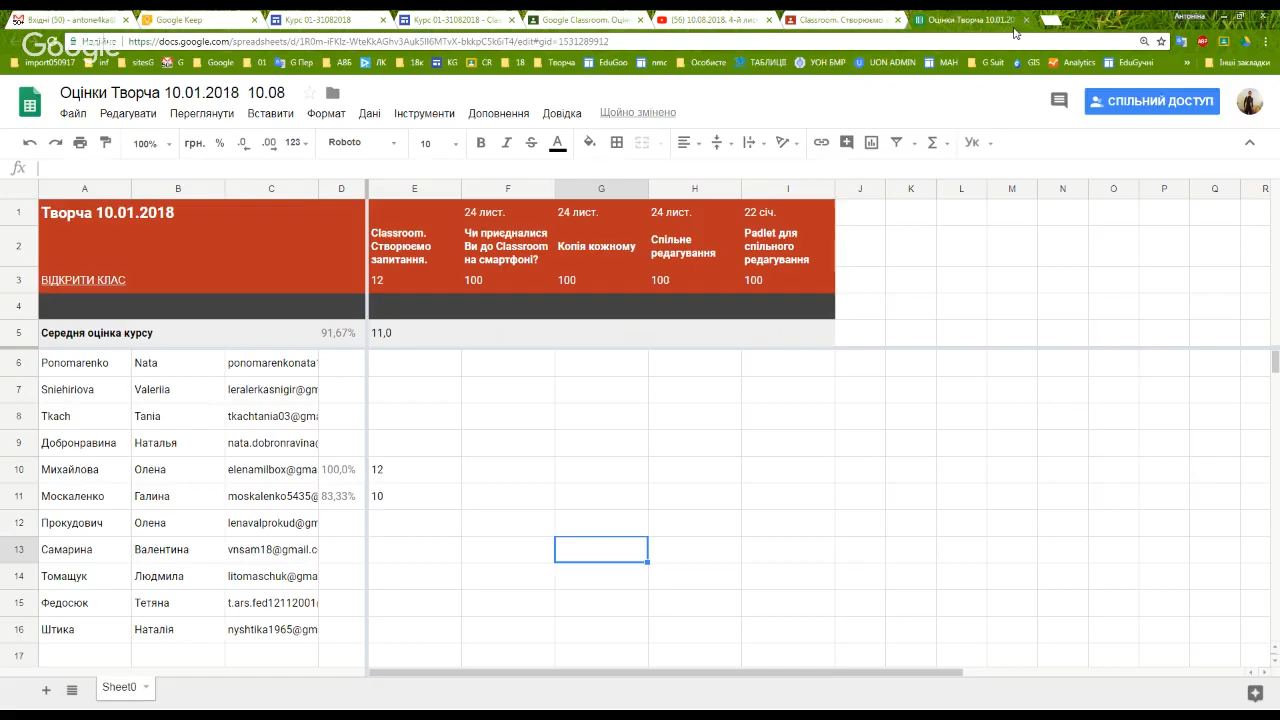 Вхідні (50) - antone4ka@
Google Keep
Курс 01-31082018
Курс 01-31082018 - Clas
Google Classroom. Оцін
(56) 10.08.2018. 4-й лис
Classroom. Створюємо
Оцінки Творча 10.01.20
Антоніна
Google
https://docs.google.com/spreadsheets/d/1R0m-iFKlz-WteKkAGhv3Auk5lI6MTvX-bkkpC5k6iT4/edit#gid=1531289912
import050917
inf
sitesG
G
Google
01
G Пер
АВБ
ЛК
18к
KG
CR
18
Творча
EduGoo
nmc
Особисте
ТАБЛИЦІ
УОН ВМР
UON ADMIN
МАН
G Suit
GIS
Analytics
EduGучні
»
Інші закладки
Оцінки Творча 10.01.2018 10.08
СПІЛЬНИЙ ДОСТУП
Файл Редагувати Переглянути Вставити Формат Дані Інструменти Доповнення Довідка Щойно змінено
100% грн. % .0 .00 123 Roboto 10 B I S A Σ Ук
fx
A B C D E F G H I J K L M N O P Q R
1 Творча 10.01.2018 24 лист. 24 лист. 24 лист. 22 січ.
2 Classroom. Створюємо запитання. Чи приєдналися Ви до Classroom на смартфоні? Копія кожному Спільне редагування Padlet для спільного редагування
3 ВІДКРИТИ КЛАС 12 100 100 100 100
4
5 Середня оцінка курсу 91,67% 11,0
6 Ponomarenko Nata ponomarenkonata
7 Sniehiriova Valeriia leralerkasnigir@gm
8 Tkach Tania tkachtania03@gma
9 Добронравина Наталья nata.dobronravina
10 Михайлова Олена elenamilbox@gma 100,0% 12
11 Москаленко Галина moskalenko5435@ 83,33% 10
12 Прокудович Олена lenavalprokud@gm
13 Самарина Валентина vnsam18@gmail.c
14 Томащук Людмила litomaschuk@gma
15 Федосюк Тетяна t.ars.fed12112001
16 Штика Наталія nyshtika1965@gm
17
Sheet0